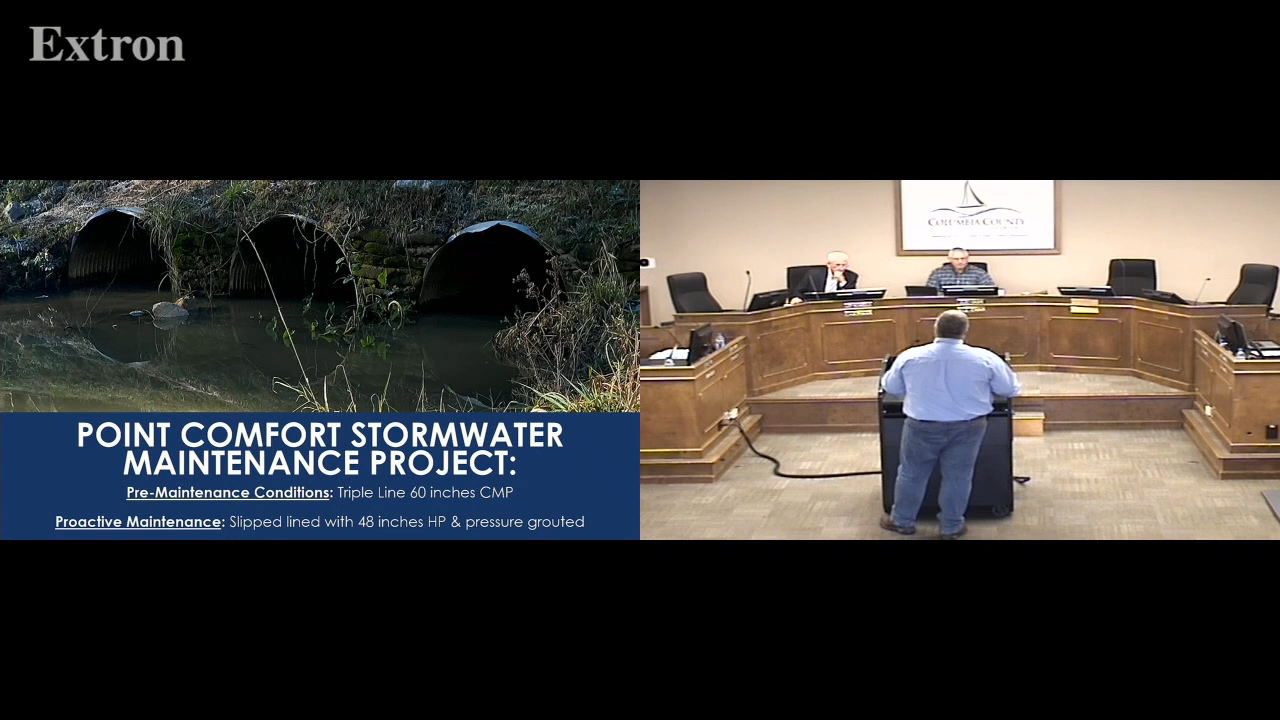 Extron
POINT COMFORT STORMWATER
MAINTENANCE PROJECT:
Pre-Maintenance Conditions: Triple Line 60 inches CMP
Proactive Maintenance: Slipped lined with 48 inches HP & pressure grouted
COLUMBIA COUNTY